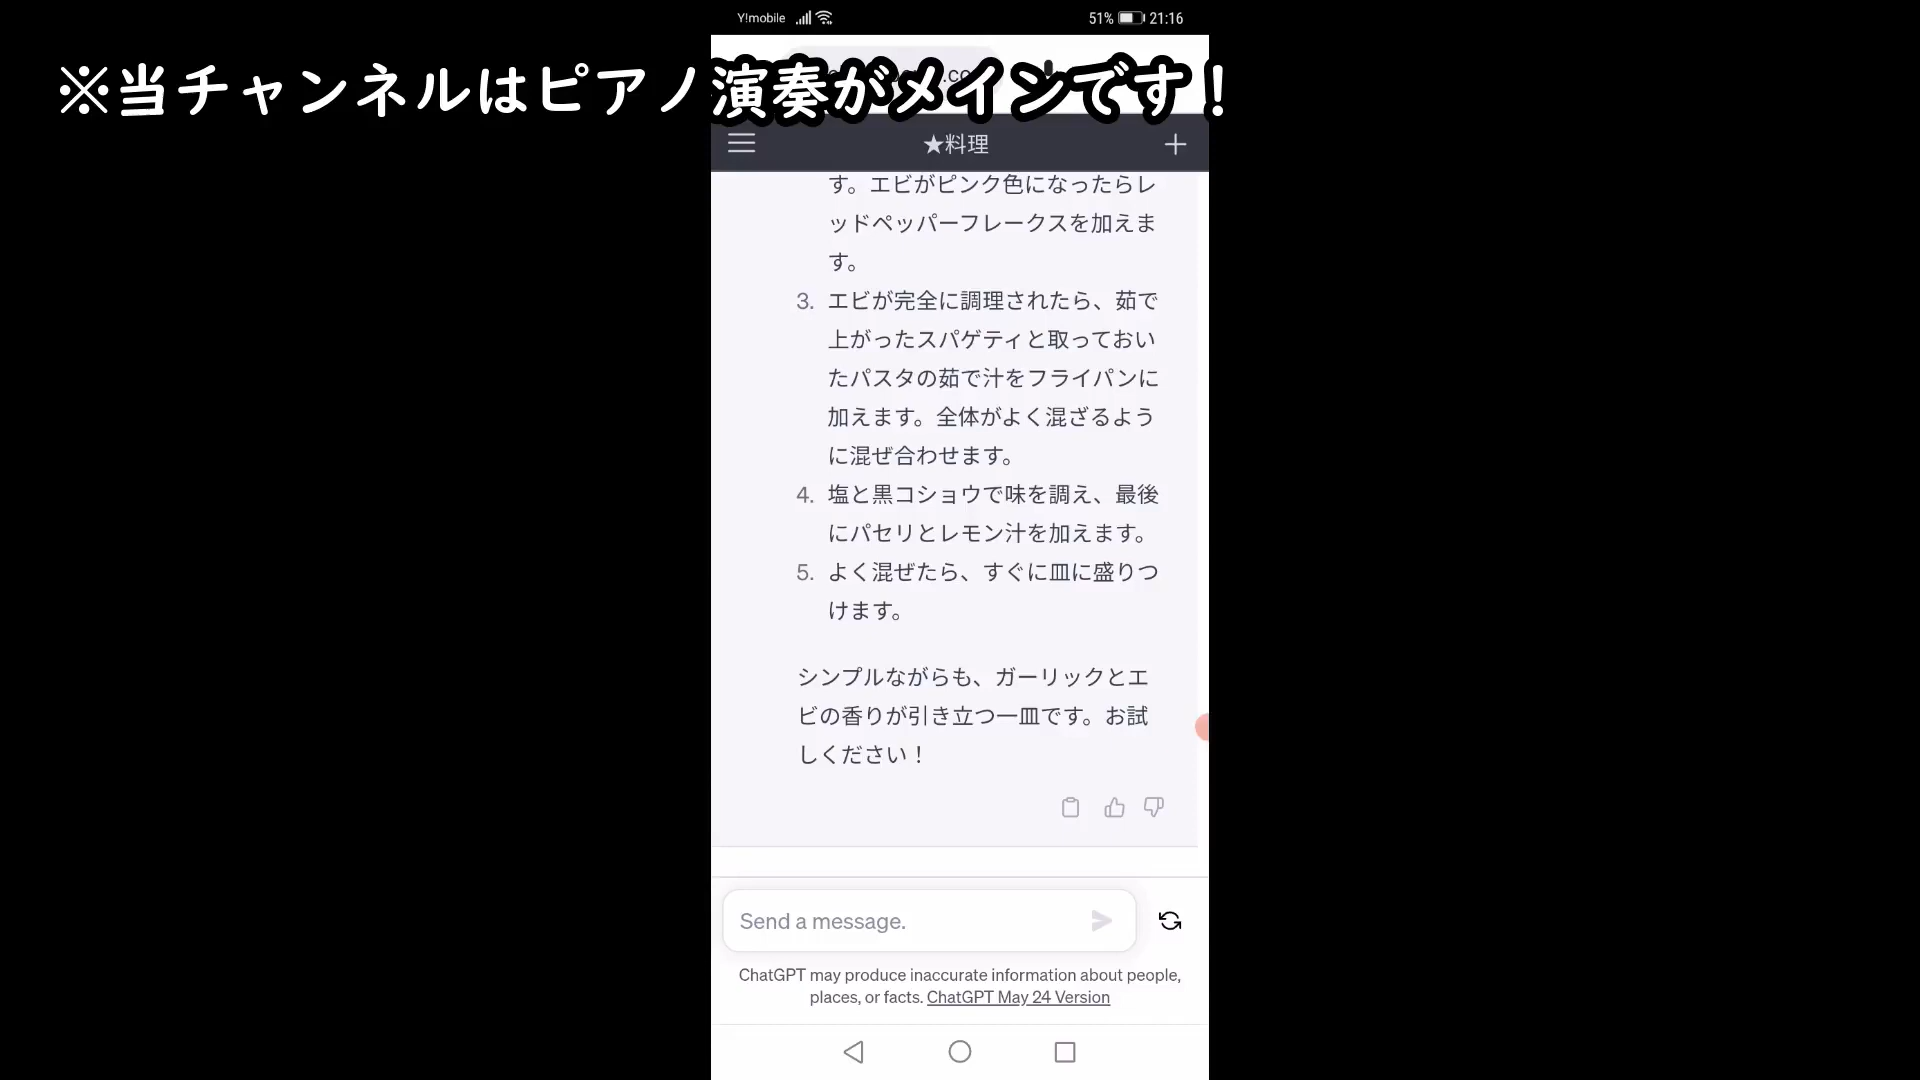 Y!mobile 51% 21:16
※当チャンネルはピアノ演奏がメインです！
★料理
す。エビがピンク色になったらレ
ッドペッパーフレークスを加えま
す。
3. エビが完全に調理されたら、茹で
上がったスパゲティと取っておい
たパスタの茹で汁をフライパンに
加えます。全体がよく混ざるよう
に混ぜ合わせます。
4. 塩と黒コショウで味を調え、最後
にパセリとレモン汁を加えます。
5. よく混ぜたら、すぐに皿に盛りつ
けます。
シンプルながらも、ガーリックとエ
ビの香りが引き立つ一皿です。お試
しください！
Send a message.
ChatGPT may produce inaccurate information about people,
places, or facts. ChatGPT May 24 Version